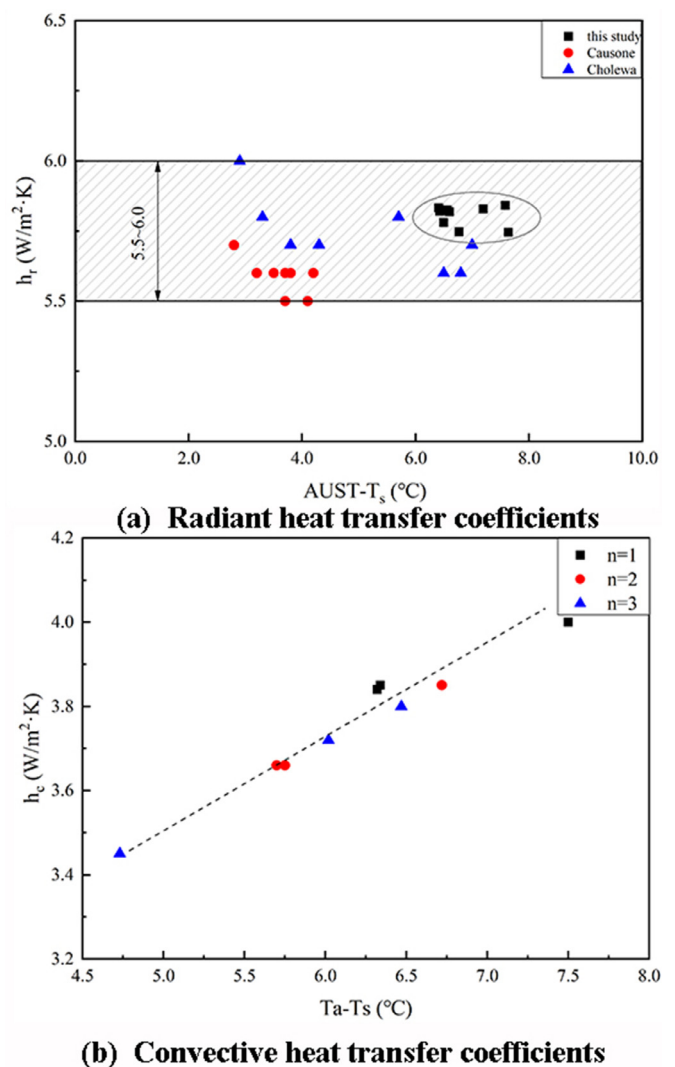 6.5
this study
Causone
Cholewa
6.0
5.5~6.0
5.5
5.0
hr (W/m²·K)
0.0 2.0 4.0 6.0 8.0 10.0
AUST-Ts (°C)
(a) Radiant heat transfer coefficients
4.2
n=1
n=2
n=3
4.0
3.8
3.6
3.4
3.2
hc (W/m²·K)
4.5 5.0 5.5 6.0 6.5 7.0 7.5 8.0
Ta-Ts (°C)
(b) Convective heat transfer coefficients